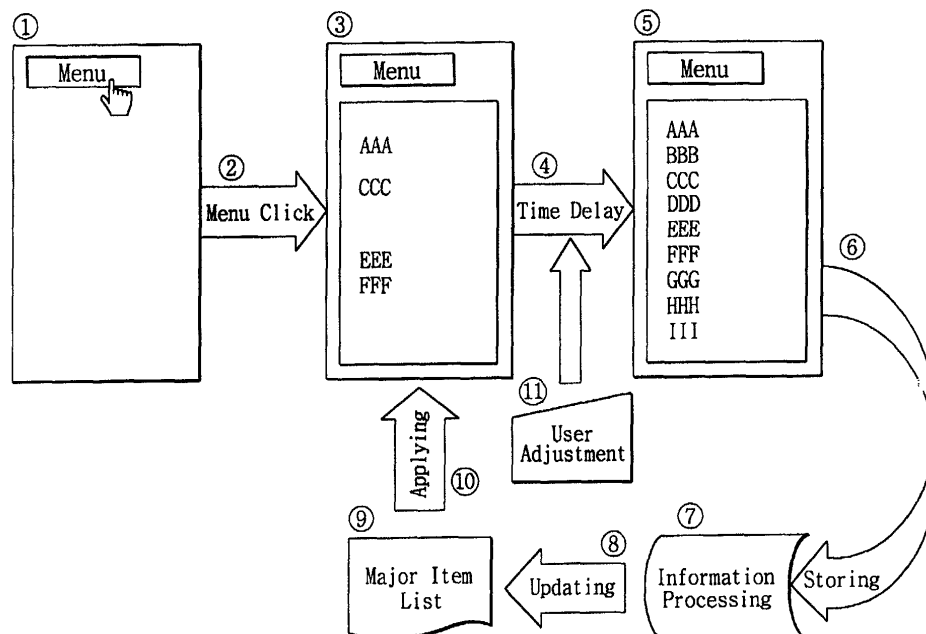 ①
Menu
②
Menu Click
③
Menu
AAA
CCC
EEE
FFF
④
Time Delay
⑤
Menu
AAA
BBB
CCC
DDD
EEE
FFF
GGG
HHH
III
⑥
Storing
⑦
Information
Processing
⑧
Updating
⑨
Major Item
List
⑩
Applying
⑪
User
Adjustment